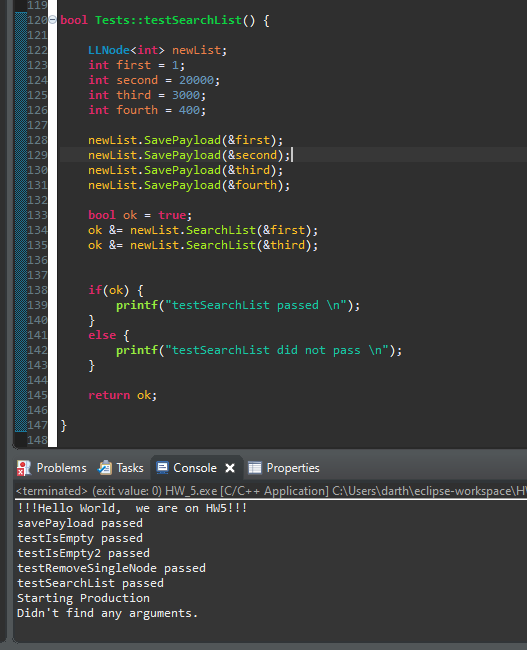 119
120 bool Tests::testSearchList() {
121
122 LLNode<int> newList;
123 int first = 1;
124 int second = 20000;
125 int third = 3000;
126 int fourth = 400;
127
128 newList.SavePayload(&first);
129 newList.SavePayload(&second);
130 newList.SavePayload(&third);
131 newList.SavePayload(&fourth);
132
133 bool ok = true;
134 ok &= newList.SearchList(&first);
135 ok &= newList.SearchList(&third);
136
137
138 if(ok) {
139 printf("testSearchList passed \n");
140 }
141 else {
142 printf("testSearchList did not pass \n");
143 }
144
145 return ok;
146
147 }
148
Problems Tasks Console Properties
<terminated> (exit value: 0) HW_5.exe [C/C++ Application] C:\Users\darth\eclipse-workspace\H
!!!Hello World,  we are on HW5!!!
savePayload passed
testIsEmpty passed
testIsEmpty2 passed
testRemoveSingleNode passed
testSearchList passed
Starting Production
Didn't find any arguments.